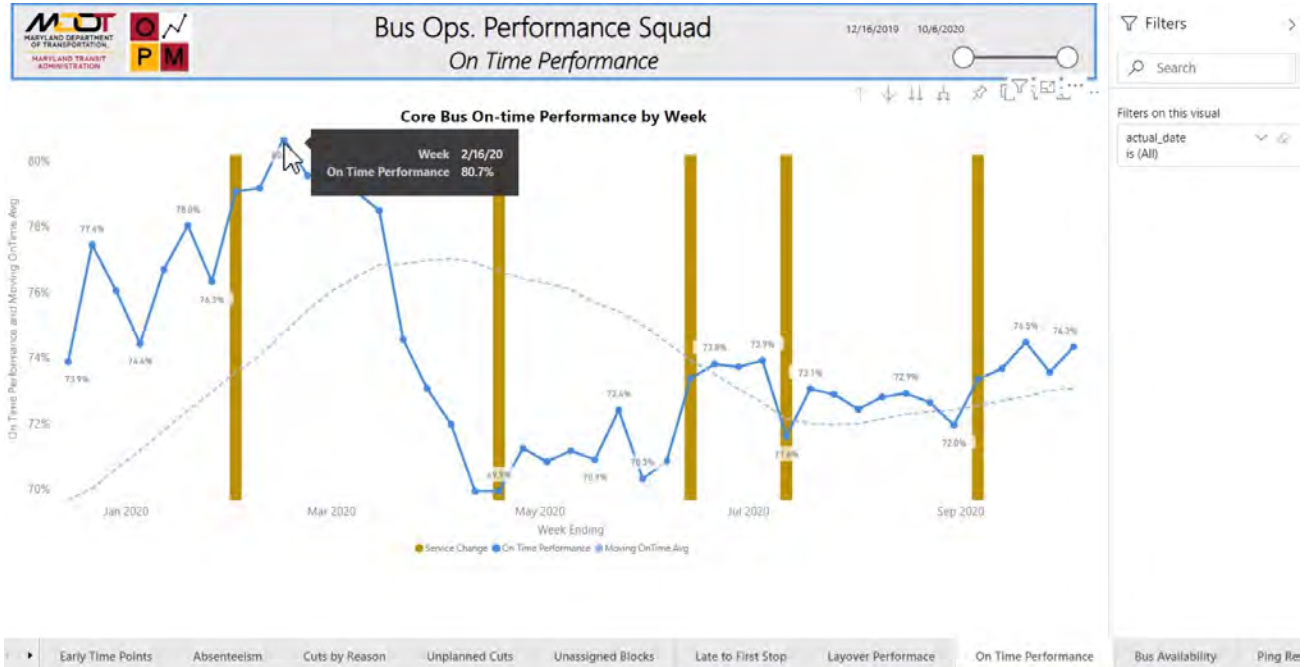 MARYLAND DEPARTMENT
OF TRANSPORTATION.
MARYLAND TRANSIT
ADMINISTRATION
O
P M
Bus Ops. Performance Squad
On Time Performance
12/16/2019 10/6/2020
Filters
Search
Filters on this visual
actual_date
is (All)
Core Bus On-time Performance by Week
Week 2/16/20
On Time Performance 80.7%
On Time Performance and Moving OnTime Avg
80%
78%
76%
74%
72%
70%
73.9%
77.4%
74.4%
78.0%
76.3%
69.9%
70.9%
72.4%
70.3%
73.8%
73.9%
71.6%
73.1%
72.9%
72.0%
74.5%
74.3%
Jan 2020 Mar 2020 May 2020 Jul 2020 Sep 2020
Week Ending
Service Change On Time Performance Moving OnTime Avg
Early Time Points Absenteeism Cuts by Reason Unplanned Cuts Unassigned Blocks Late to First Stop Layover Performace On Time Performance Bus Availability Ping Re